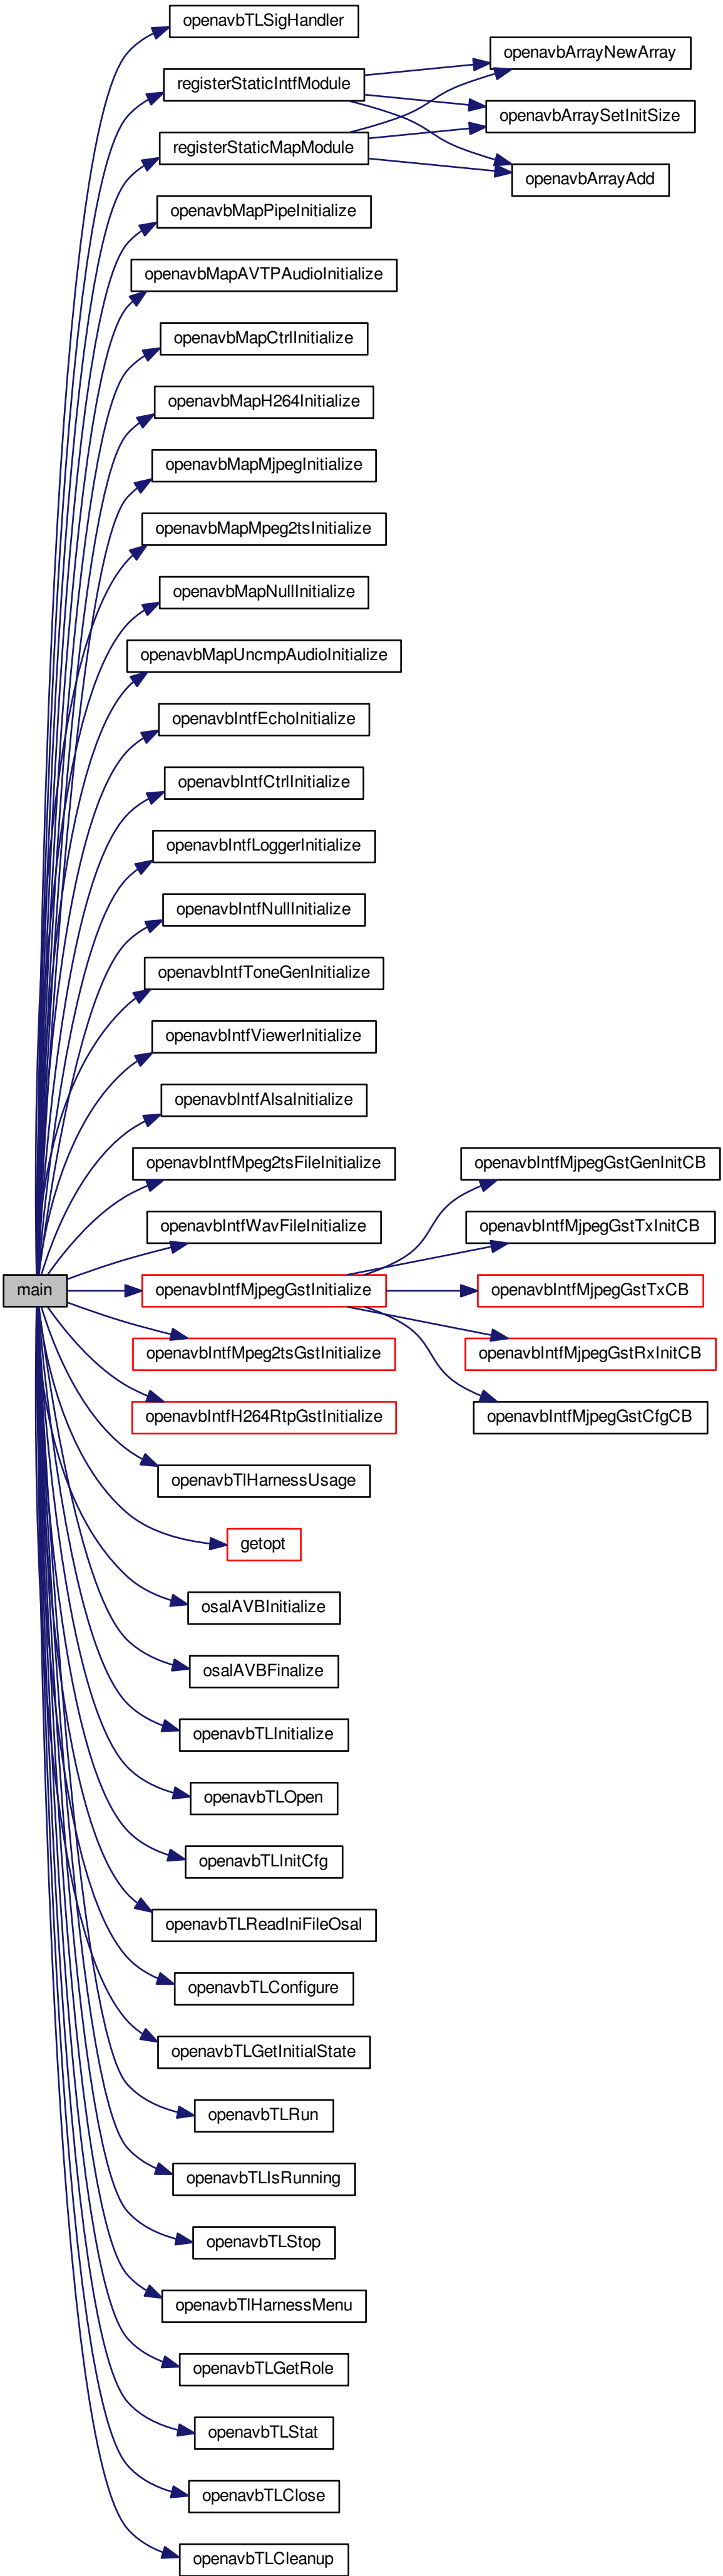 openavbTLSigHandler
openavbArrayNewArray
registerStaticIntfModule
openavbArraySetInitSize
registerStaticMapModule
openavbArrayAdd
openavbMapPipeInitialize
openavbMapAVTPAudioInitialize
openavbMapCtrlInitialize
openavbMapH264Initialize
openavbMapMjpegInitialize
openavbMapMpeg2tsInitialize
openavbMapNullInitialize
openavbMapUncmpAudioInitialize
openavbIntfEchoInitialize
openavbIntfCtrlInitialize
openavbIntfLoggerInitialize
openavbIntfNullInitialize
openavbIntfToneGenInitialize
openavbIntfViewerInitialize
openavbIntfAlsaInitialize
openavbIntfMpeg2tsFileInitialize
openavbIntfMjpegGstGenInitCB
openavbIntfWavFileInitialize
openavbIntfMjpegGstTxInitCB
main
openavbIntfMjpegGstInitialize
openavbIntfMjpegGstTxCB
openavbIntfMpeg2tsGstInitialize
openavbIntfMjpegGstRxInitCB
openavbIntfH264RtpGstInitialize
openavbIntfMjpegGstCfgCB
openavbTlHarnessUsage
getopt
osalAVBInitialize
osalAVBFinalize
openavbTLInitialize
openavbTLOpen
openavbTLInitCfg
openavbTLReadIniFileOsal
openavbTLConfigure
openavbTLGetInitialState
openavbTLRun
openavbTLIsRunning
openavbTLStop
openavbTlHarnessMenu
openavbTLGetRole
openavbTLStat
openavbTLClose
openavbTLCleanup